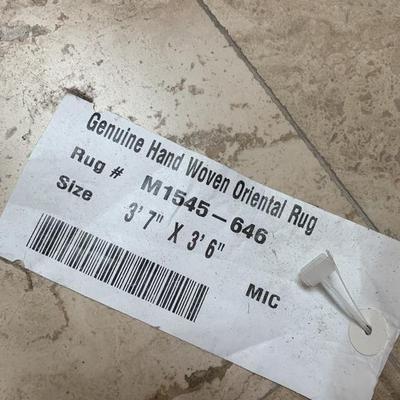 Genuine Hand Woven Oriental Rug
Rug # M1545-646
Size 3' 7" X 3' 6"
MIC